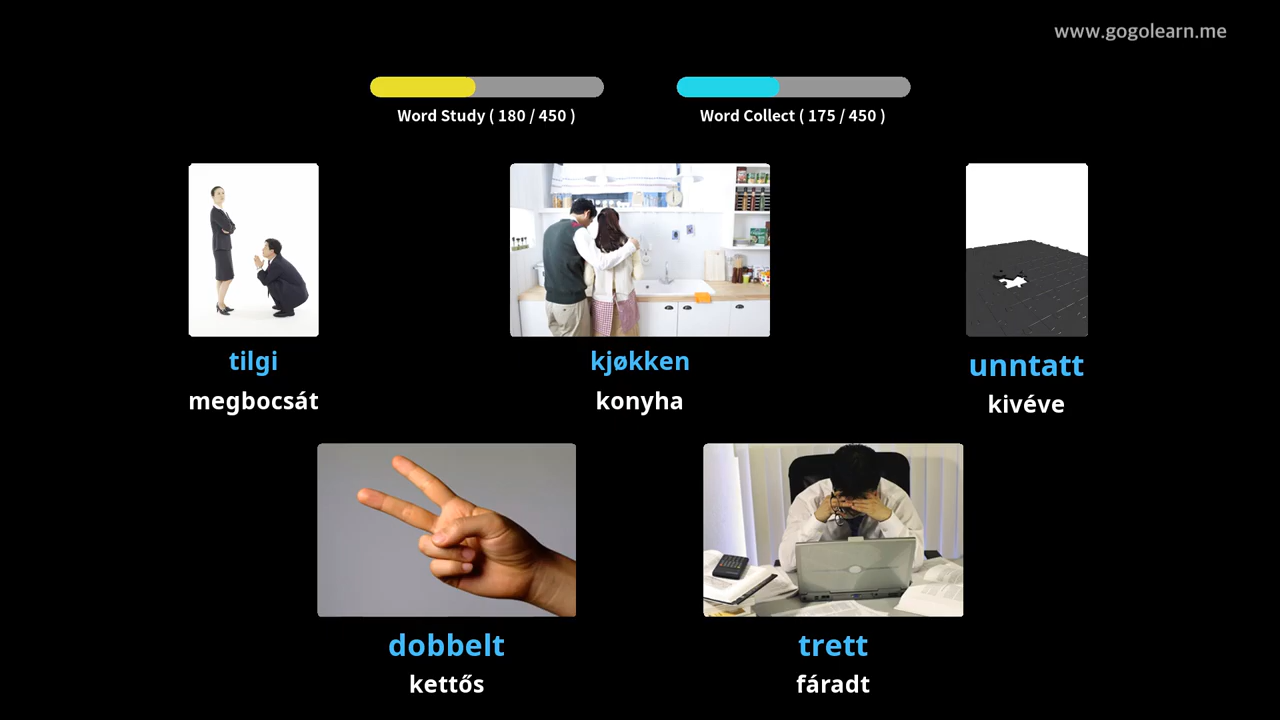 www.gogolearn.me
Word Study ( 180 / 450 )
Word Collect ( 175 / 450 )
tilgi
megbocsát
kjøkken
konyha
unntatt
kivéve
dobbelt
kettős
trett
fáradt